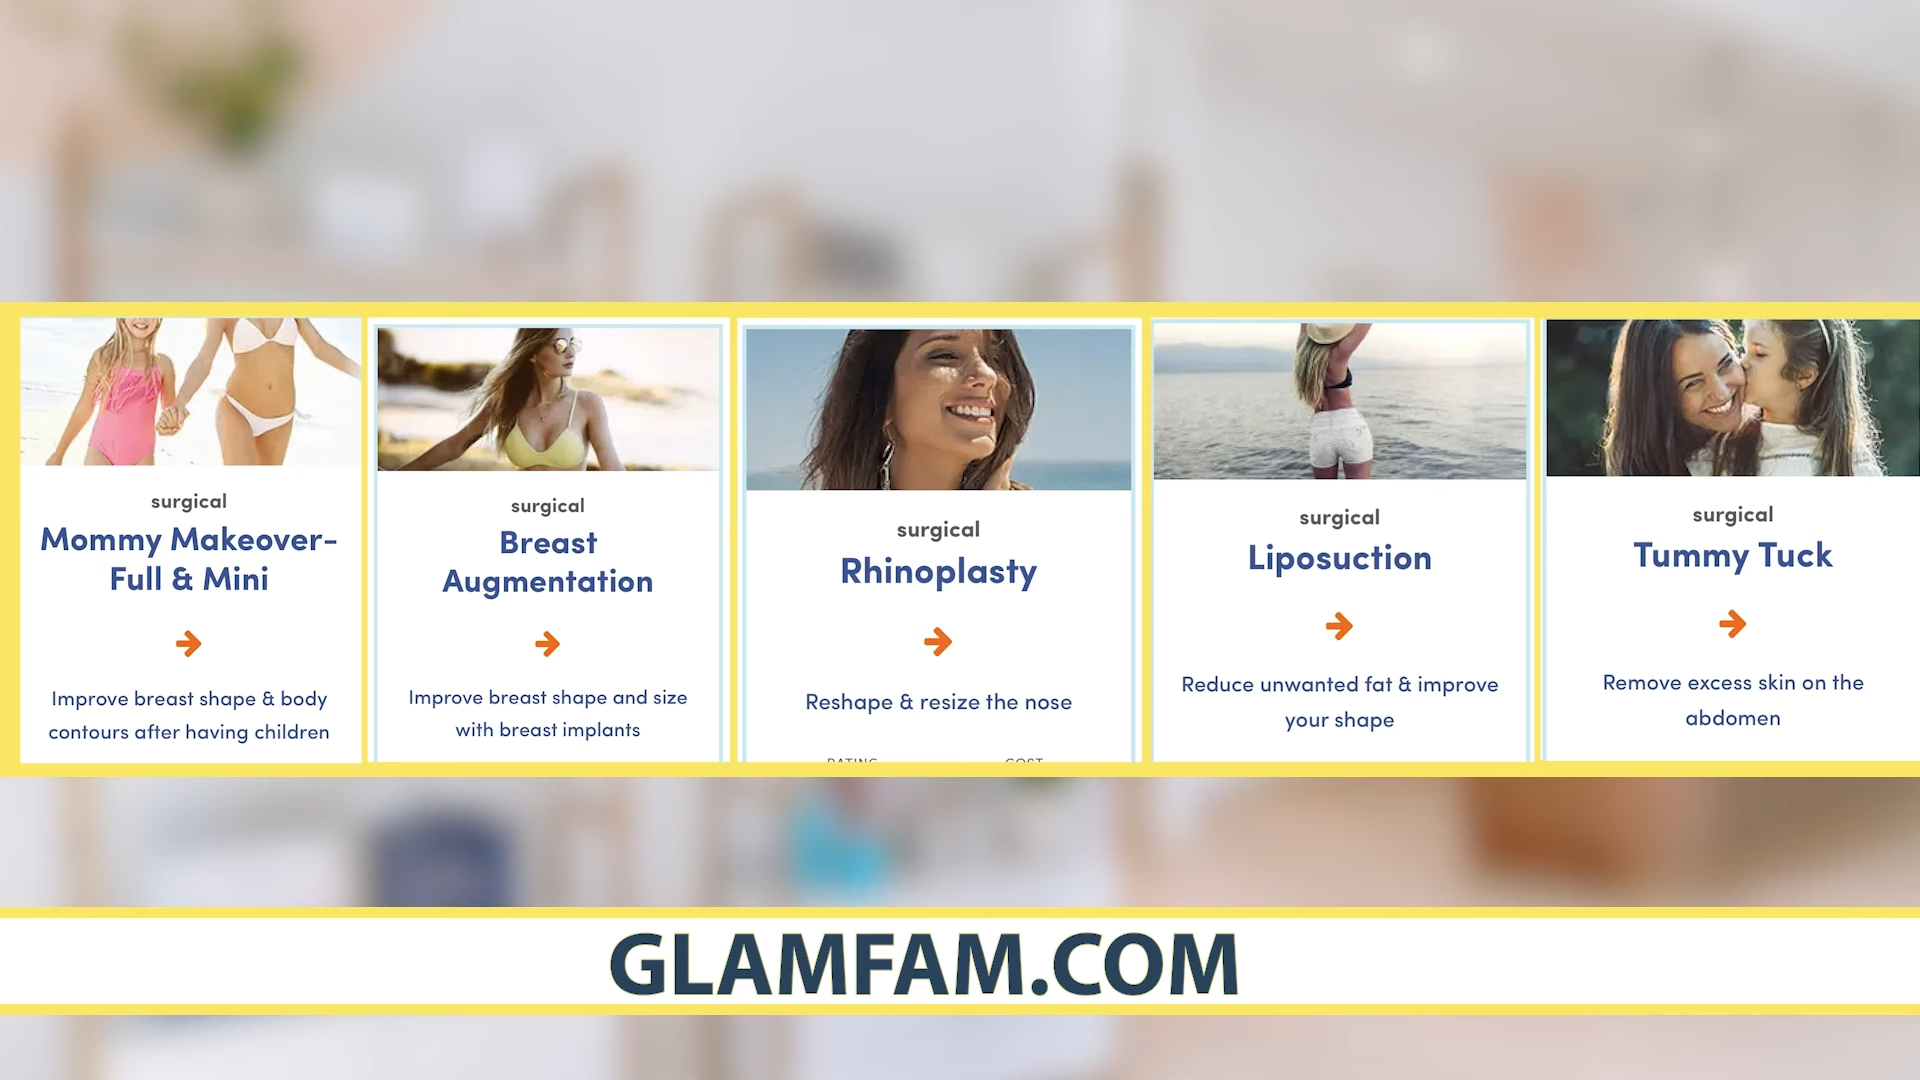 surgical
Mommy Makeover-
Full & Mini
Improve breast shape & body
contours after having children
surgical
Breast
Augmentation
Improve breast shape and size
with breast implants
surgical
Rhinoplasty
Reshape & resize the nose
RATING COST
surgical
Liposuction
Reduce unwanted fat & improve
your shape
surgical
Tummy Tuck
Remove excess skin on the
abdomen
GLAMFAM.COM